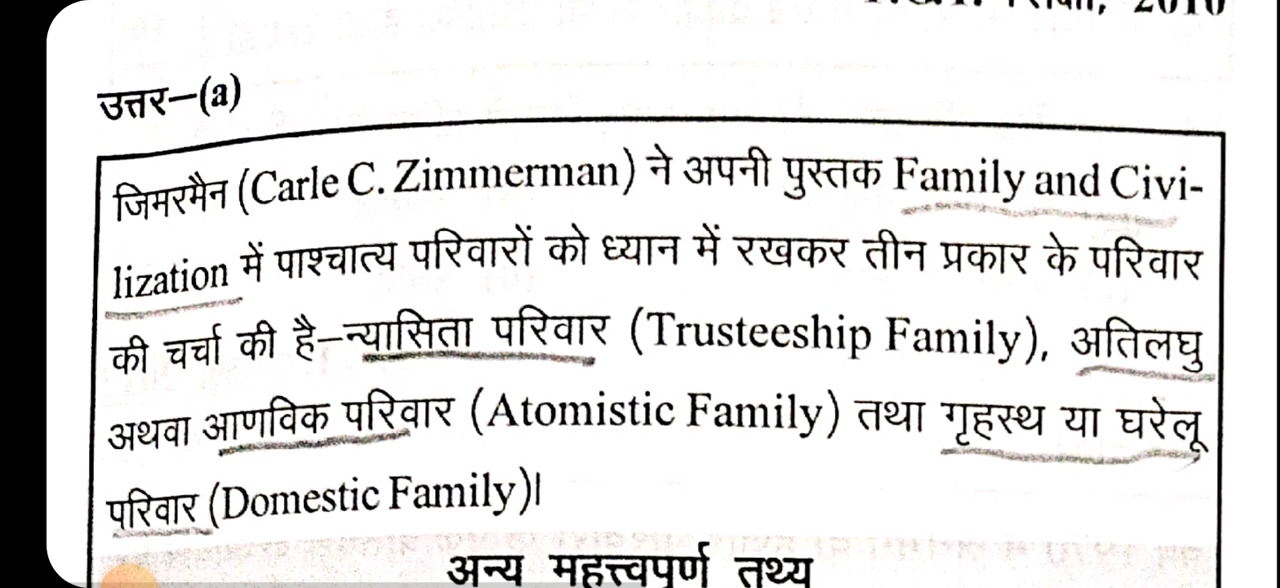 2010
उत्तर–(a)
जिमरमैन (Carle C. Zimmerman) ने अपनी पुस्तक Family and Civi-
lization में पाश्चात्य परिवारों को ध्यान में रखकर तीन प्रकार के परिवार
की चर्चा की है–न्यासिता परिवार (Trusteeship Family), अतिलघु
अथवा आणविक परिवार (Atomistic Family) तथा गृहस्थ या घरेलू
परिवार (Domestic Family)।
अन्य महत्त्वपूर्ण तथ्य